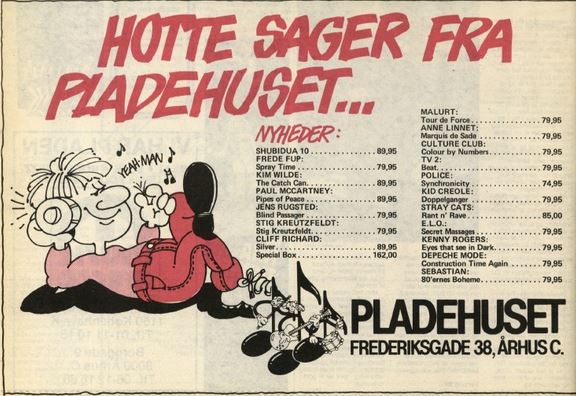 HOTTE SAGER FRA
PLADEHUSET...
NYHEDER:
YEAH-MAN
SHUBIDUA 10 89,95
FREDE FUP:
Spray Time 79,95
KIM WILDE:
The Catch Can. 89,95
PAUL McCARTNEY:
Pipes of Peace 89,95
JENS RUGSTED:
Blind Passager 79,95
STIG KREUTZFELDT:
Stig Kreutzfeldt. 79,95
CLIFF RICHARD:
Silver 89,95
Special Box 162,00
MALURT:
Tour de Force 79,95
ANNE LINNET:
Marquis de Sade 79,95
CULTURE CLUB:
Colour by Numbers 79,95
TV 2:
Beat. 79,95
POLICE:
Synchronicity 74,95
KID CREOLE:
Doppelganger 79,95
STRAY CATS:
Rant n' Rave 85,00
E.L.O.:
Secret Massages 79,95
KENNY ROGERS:
Eyes that see in Dark. 79,95
DEPECHE MODE:
Construction Time Again 79,95
SEBASTIAN:
80'ernes Boheme 79,95
PLADEHUSET
FREDERIKSGADE 38, ÅRHUS C.